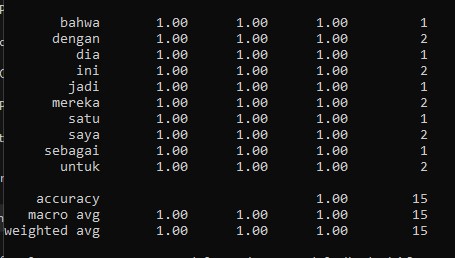 bahwa 1.00 1.00 1.00 1
dengan 1.00 1.00 1.00 2
dia 1.00 1.00 1.00 1
ini 1.00 1.00 1.00 2
jadi 1.00 1.00 1.00 1
mereka 1.00 1.00 1.00 2
satu 1.00 1.00 1.00 1
saya 1.00 1.00 1.00 2
sebagai 1.00 1.00 1.00 1
untuk 1.00 1.00 1.00 2
accuracy 1.00 15
macro avg 1.00 1.00 1.00 15
weighted avg 1.00 1.00 1.00 15